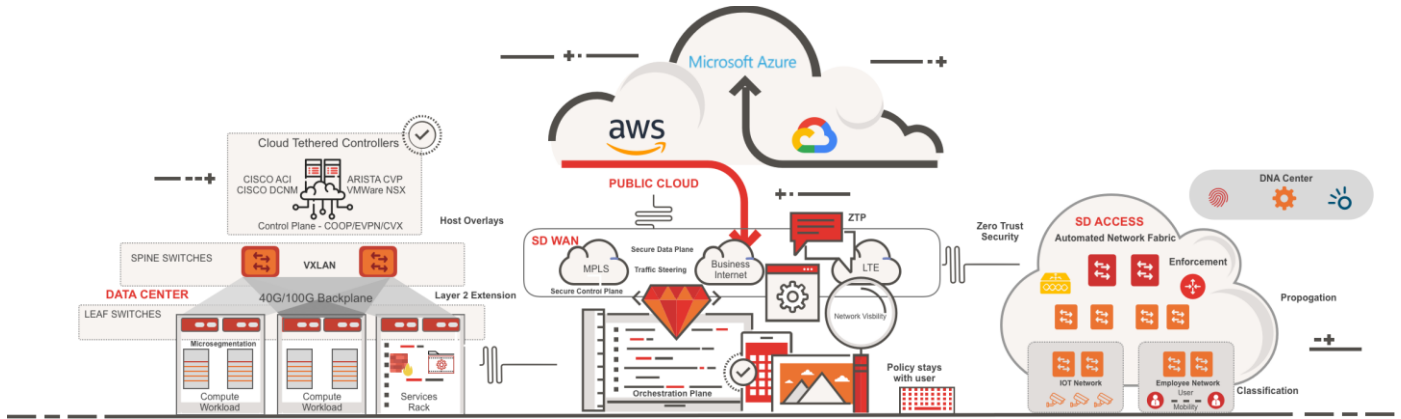 Microsoft Azure
aws
PUBLIC CLOUD
Cloud Tethered Controllers
CISCO ACI
CISCO DCNM
ARISTA CVP
VMWare NSX
Control Plane - COOP/EVPN/CVX
Host Overlays
SPINE SWITCHES
VXLAN
DATA CENTER
40G/100G Backplane
Layer 2 Extension
LEAF SWITCHES
Microsegmentation
Compute
Workload
Compute
Workload
Services
Rack
SD WAN
MPLS
Secure Data Plane
Traffic Steering
Secure Control Plane
Business
Internet
ZTP
LTE
Network Visbility
Orchestration Plane
Policy stays
with user
Zero Trust
Security
DNA Center
SD ACCESS
Automated Network Fabric
Enforcement
Propogation
IOT Network
Employee Network
User
Mobility
Classification